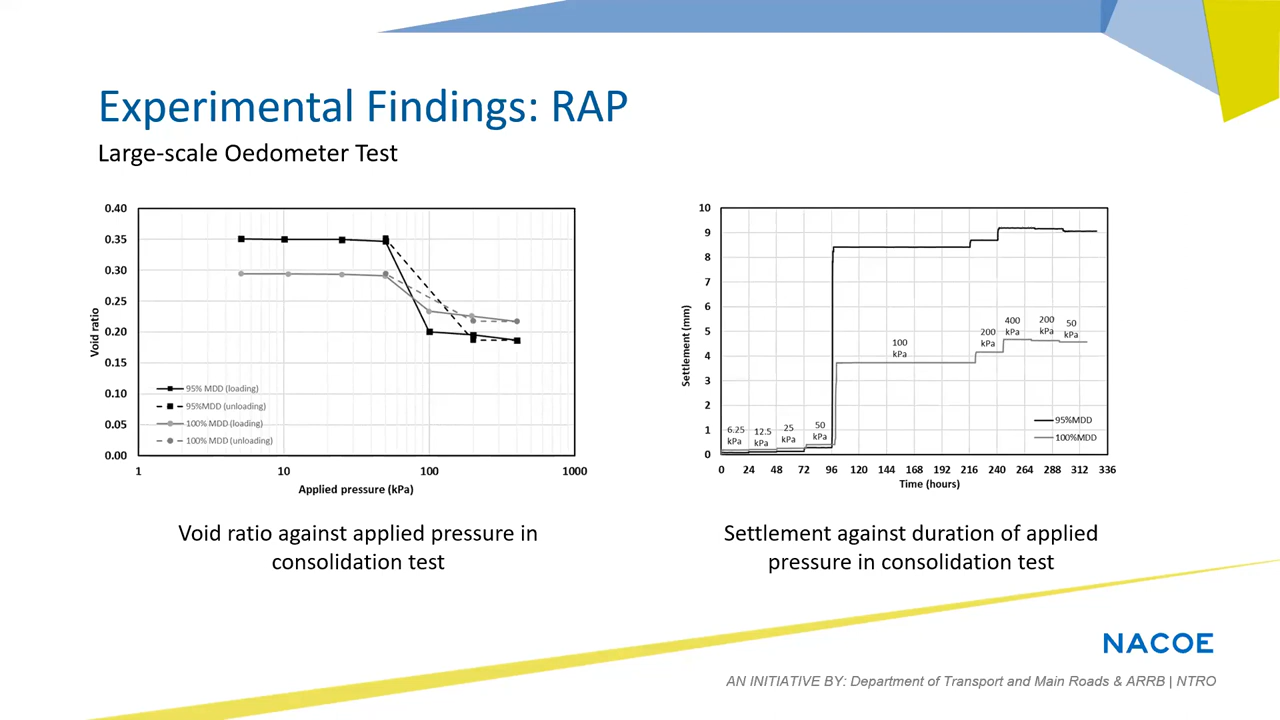 Experimental Findings: RAP
Large-scale Oedometer Test
0.40
0.35
0.30
0.25
0.20
0.15
0.10
0.05
0.00
Void ratio
95% MDD (loading)
95%MDD (unloading)
100% MDD (loading)
100% MDD (unloading)
1 10 100 1000
Applied pressure (kPa)
Void ratio against applied pressure in
consolidation test
10
9
8
7
6
5
4
3
2
1
0
Settlement (mm)
6.25
kPa
12.5
kPa
25
kPa
50
kPa
100
kPa
200
kPa
400
kPa
200
kPa
50
kPa
95%MDD
100%MDD
0 24 48 72 96 120 144 168 192 216 240 264 288 312 336
Time (hours)
Settlement against duration of applied
pressure in consolidation test
NACOE
AN INITIATIVE BY: Department of Transport and Main Roads & ARRB | NTRO